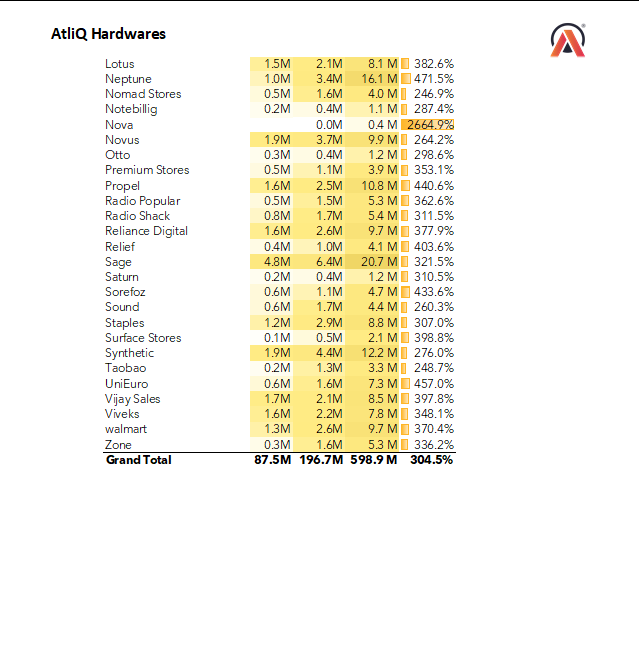 AtliQ Hardwares
Lotus 1.5M 2.1M 8.1 M 382.6%
Neptune 1.0M 3.4M 16.1 M 471.5%
Nomad Stores 0.5M 1.6M 4.0 M 246.9%
Notebillig 0.2M 0.4M 1.1 M 287.4%
Nova 0.0M 0.4 M 2664.9%
Novus 1.9M 3.7M 9.9 M 264.2%
Otto 0.3M 0.4M 1.2 M 298.6%
Premium Stores 0.5M 1.1M 3.9 M 353.1%
Propel 1.6M 2.5M 10.8 M 440.6%
Radio Popular 0.5M 1.5M 5.3 M 362.6%
Radio Shack 0.8M 1.7M 5.4 M 311.5%
Reliance Digital 1.6M 2.6M 9.7 M 377.9%
Relief 0.4M 1.0M 4.1 M 403.6%
Sage 4.8M 6.4M 20.7 M 321.5%
Saturn 0.2M 0.4M 1.2 M 310.5%
Sorefoz 0.6M 1.1M 4.7 M 433.6%
Sound 0.6M 1.7M 4.4 M 260.3%
Staples 1.2M 2.9M 8.8 M 307.0%
Surface Stores 0.1M 0.5M 2.1 M 398.8%
Synthetic 1.9M 4.4M 12.2 M 276.0%
Taobao 0.2M 1.3M 3.3 M 248.7%
UniEuro 0.6M 1.6M 7.3 M 457.0%
Vijay Sales 1.7M 2.1M 8.5 M 397.8%
Viveks 1.6M 2.2M 7.8 M 348.1%
walmart 1.3M 2.6M 9.7 M 370.4%
Zone 0.3M 1.6M 5.3 M 336.2%
Grand Total 87.5M 196.7M 598.9 M 304.5%